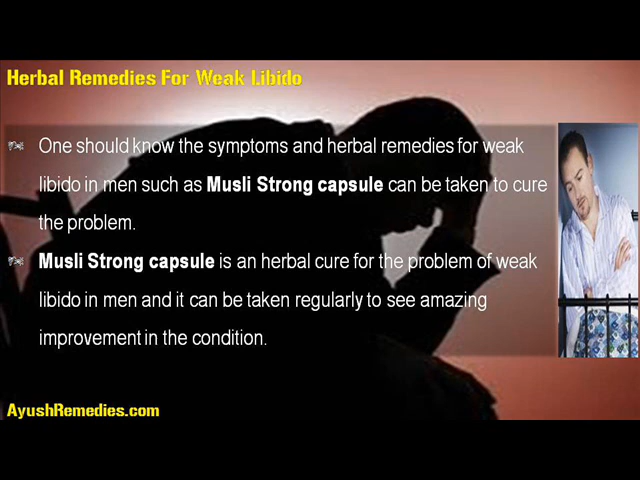 Herbal Remedies For Weak Libido
One should know the symptoms and herbal remedies for weak
libido in men such as Musli Strong capsule can be taken to cure
the problem.
Musli Strong capsule is an herbal cure for the problem of weak
libido in men and it can be taken regularly to see amazing
improvement in the condition.
AyushRemedies.com